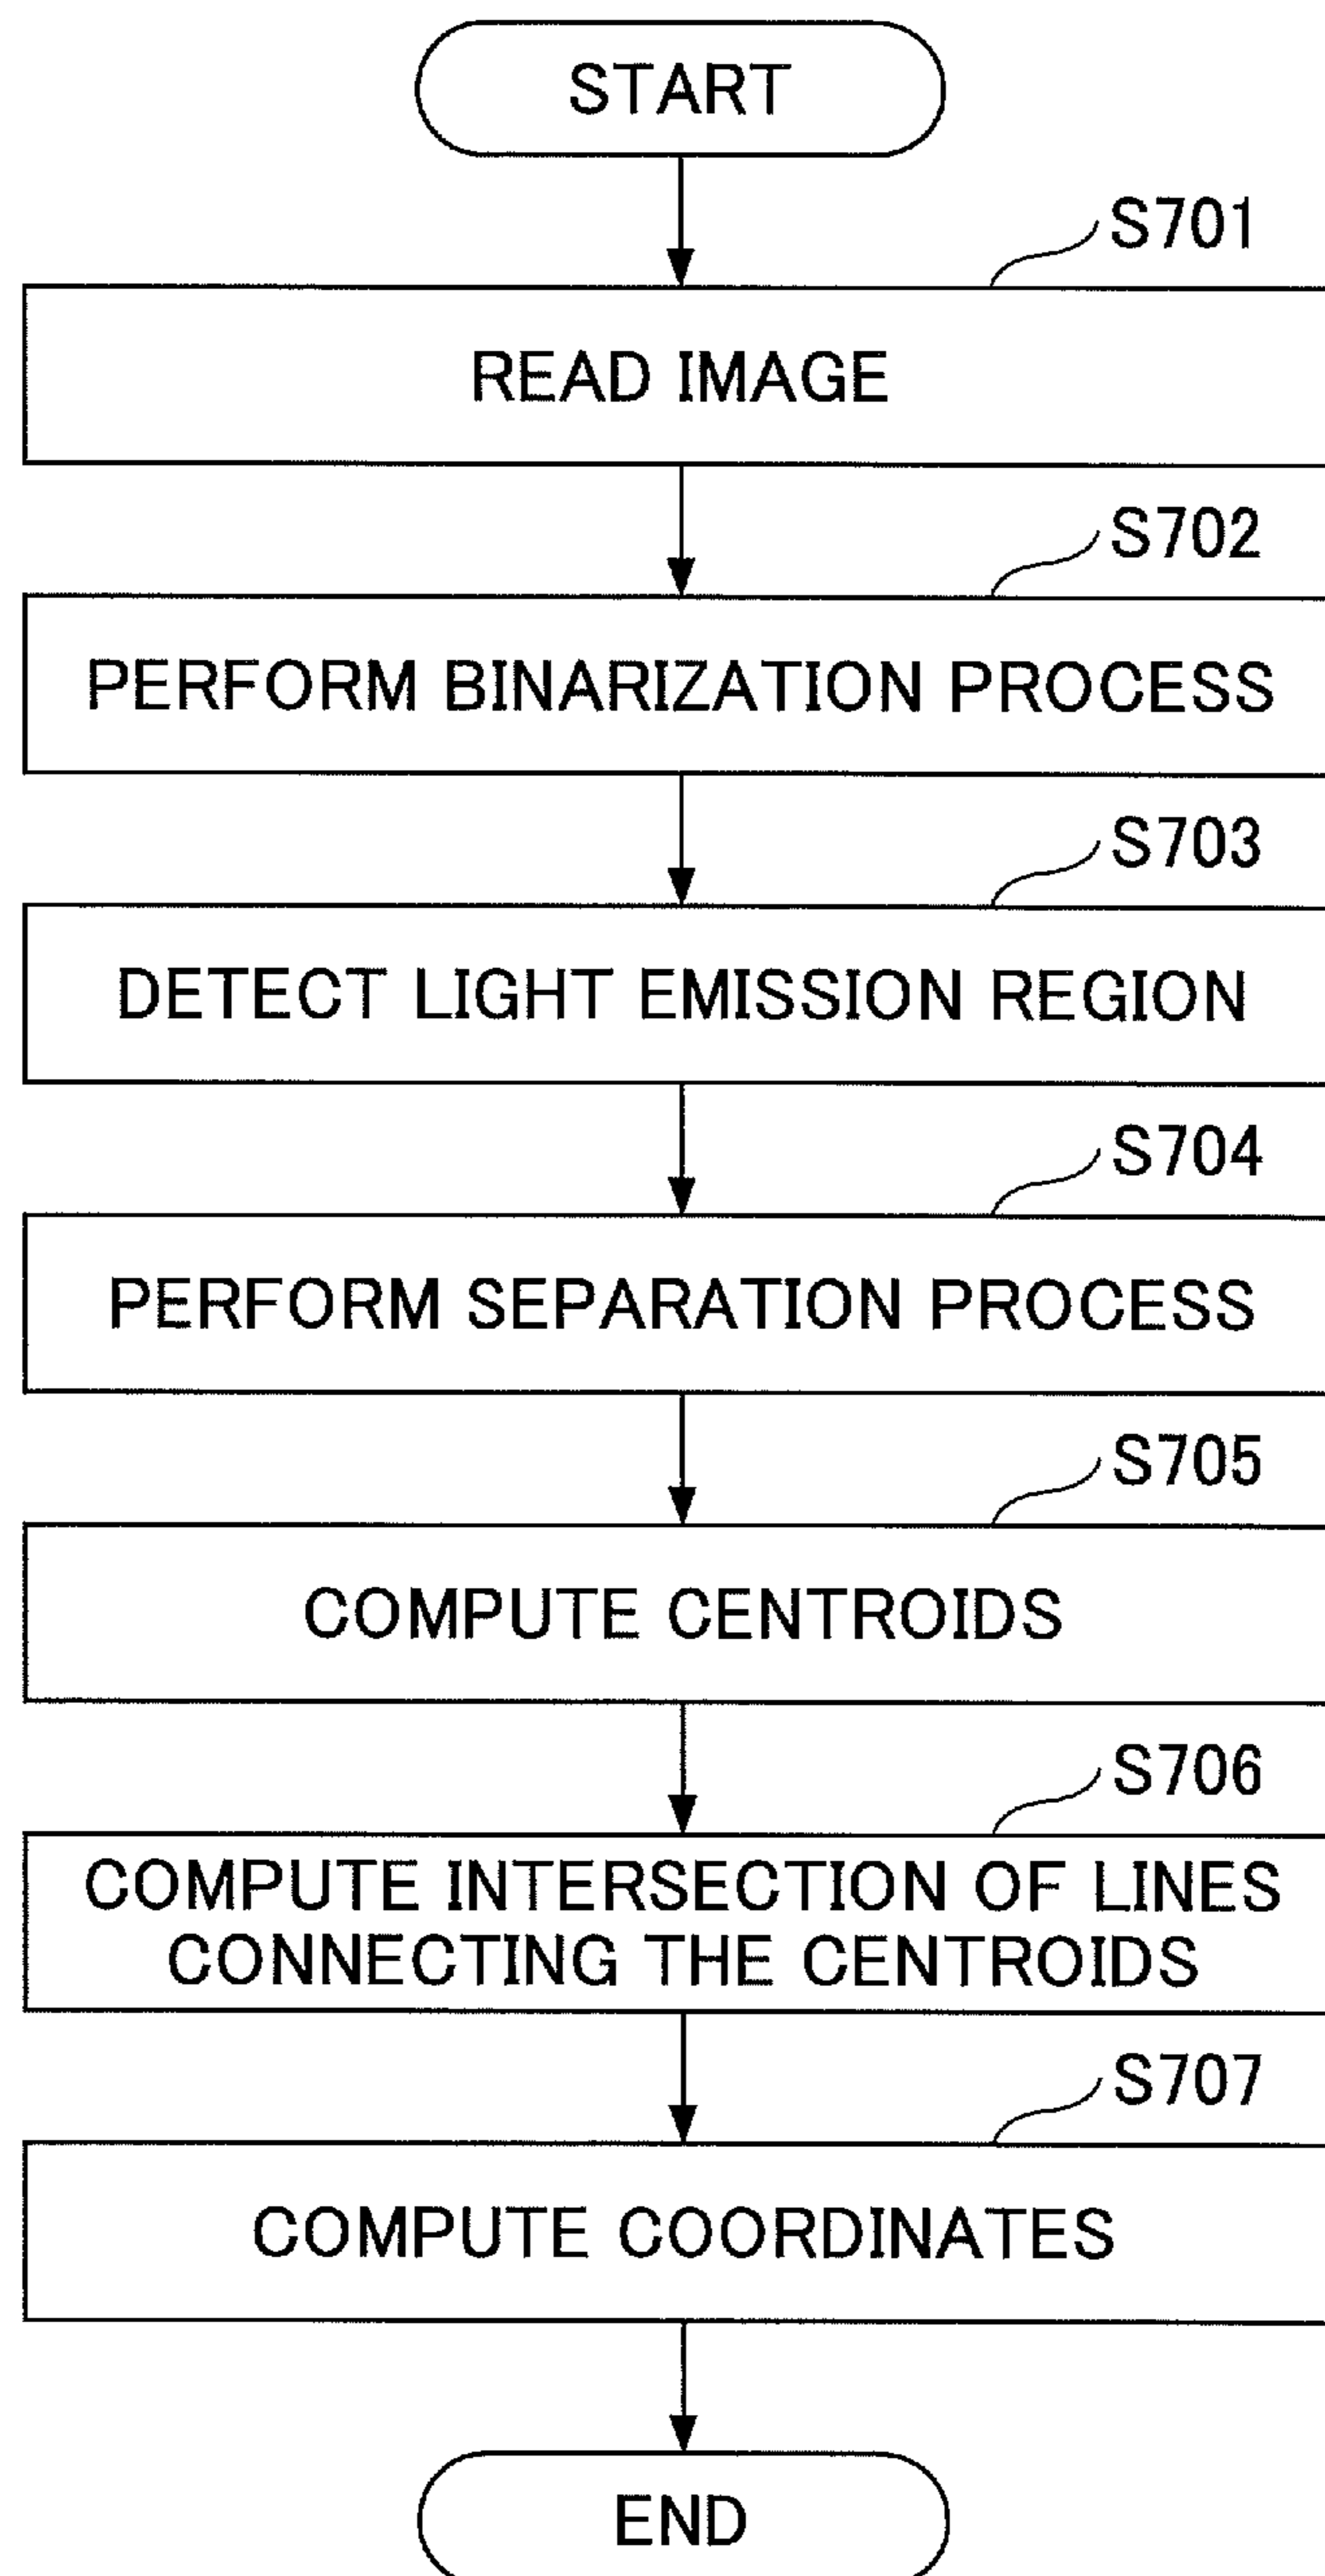 START
S701
READ IMAGE
S702
PERFORM BINARIZATION PROCESS
S703
DETECT LIGHT EMISSION REGION
S704
PERFORM SEPARATION PROCESS
S705
COMPUTE CENTROIDS
S706
COMPUTE INTERSECTION OF LINES
CONNECTING THE CENTROIDS
S707
COMPUTE COORDINATES
END